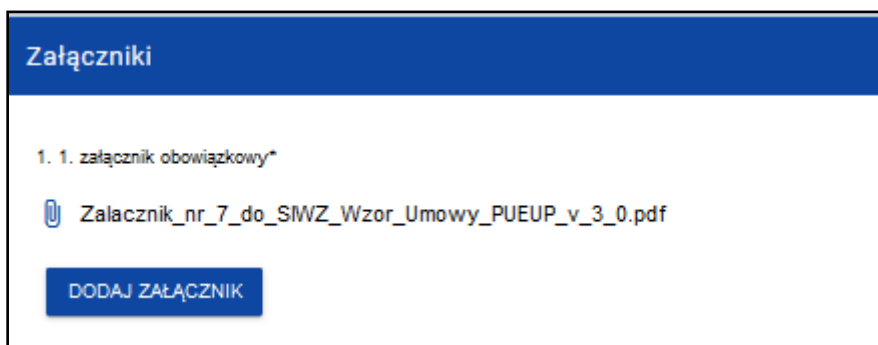 Załączniki
1. 1. załącznik obowiązkowy*
Zalacznik_nr_7_do_SIWZ_Wzor_Umowy_PUEUP_v_3_0.pdf
DODAJ ZAŁĄCZNIK